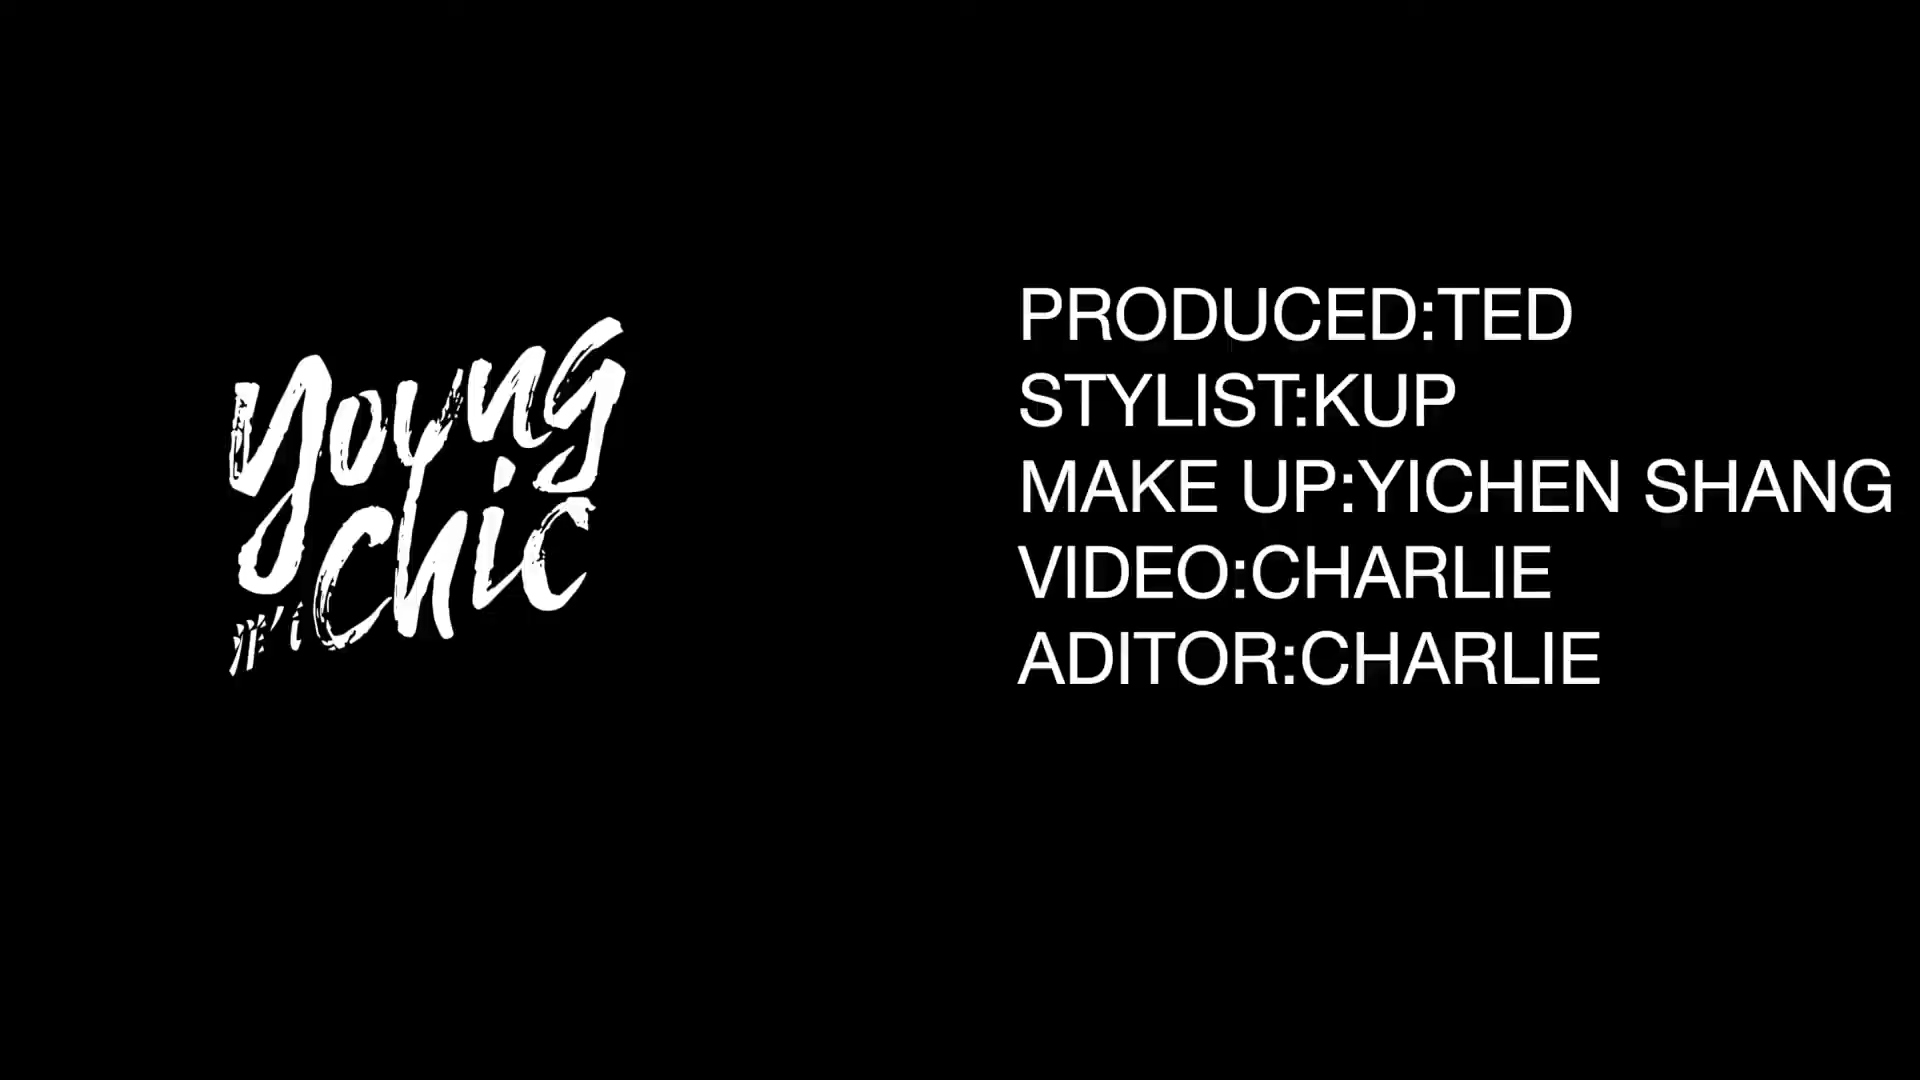 young
chic
PRODUCED:TED
STYLIST:KUP
MAKE UP:YICHEN SHANG
VIDEO:CHARLIE
ADITOR:CHARLIE